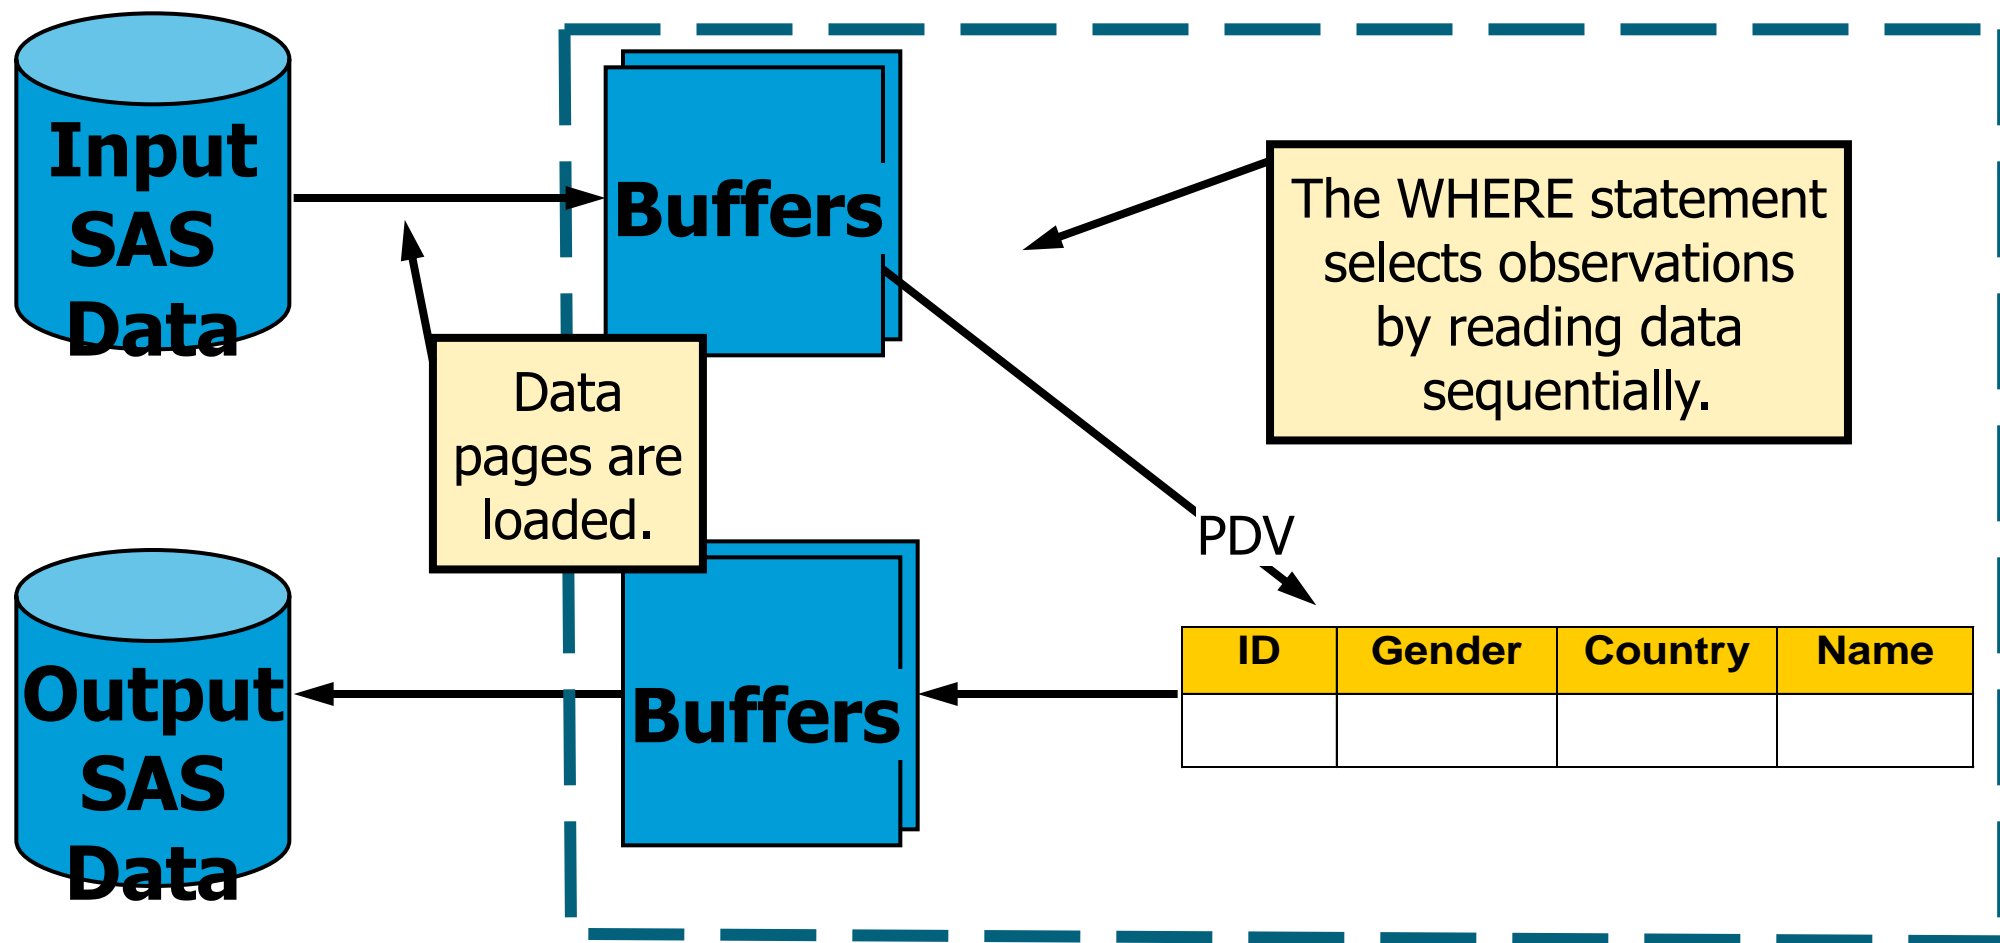 Input
SAS
Data
Buffers
The WHERE statement
selects observations
by reading data
sequentially.
Data
pages are
loaded.
PDV
ID Gender Country Name
Output
SAS
Data
Buffers